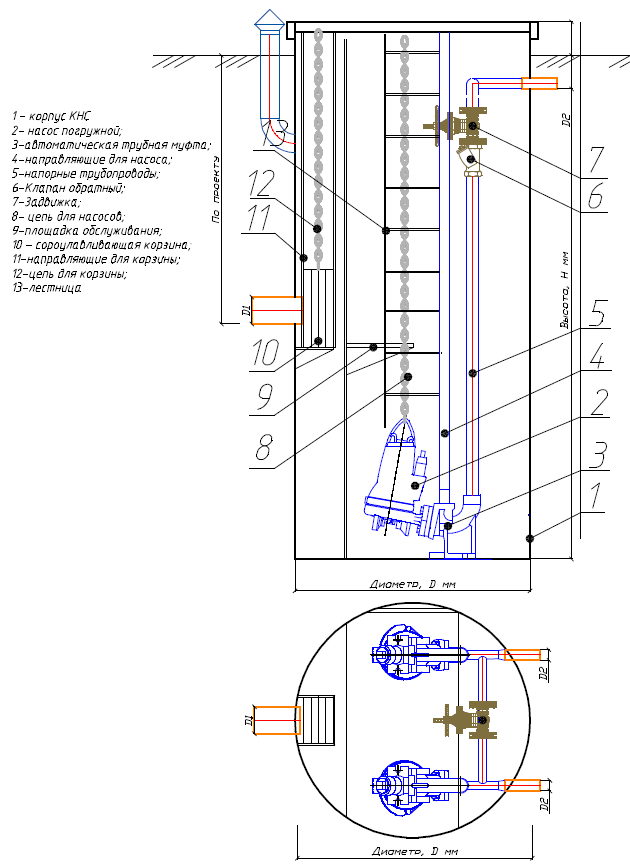 1 - корпус КНС
2- насос погружной;
3-автоматическая трубная муфта;
4-направляющие для насоса;
5-напорные трубопроводы;
6-Клапан обратный;
7-Задвижка;
8- цепь для насосов;
9-площадка обслуживания;
10 - сороулавливающая корзина;
11-направляющие для корзины;
12-цепь для корзины;
13-лестница
По проекту
D1
13
12
11
10
9
8
D2
Высота, Н мм
7
6
5
4
2
3
1
Диаметр, D мм
D1
D2
D2
Диаметр, D мм